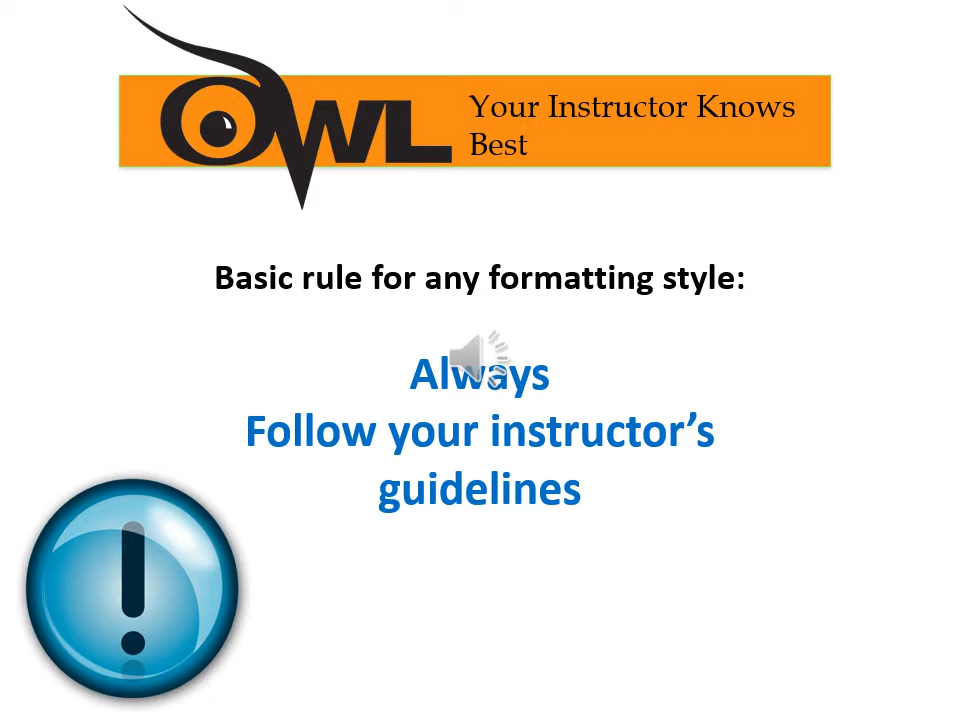 OWL
Your Instructor Knows
Best
Basic rule for any formatting style:
Always
Follow your instructor’s
guidelines